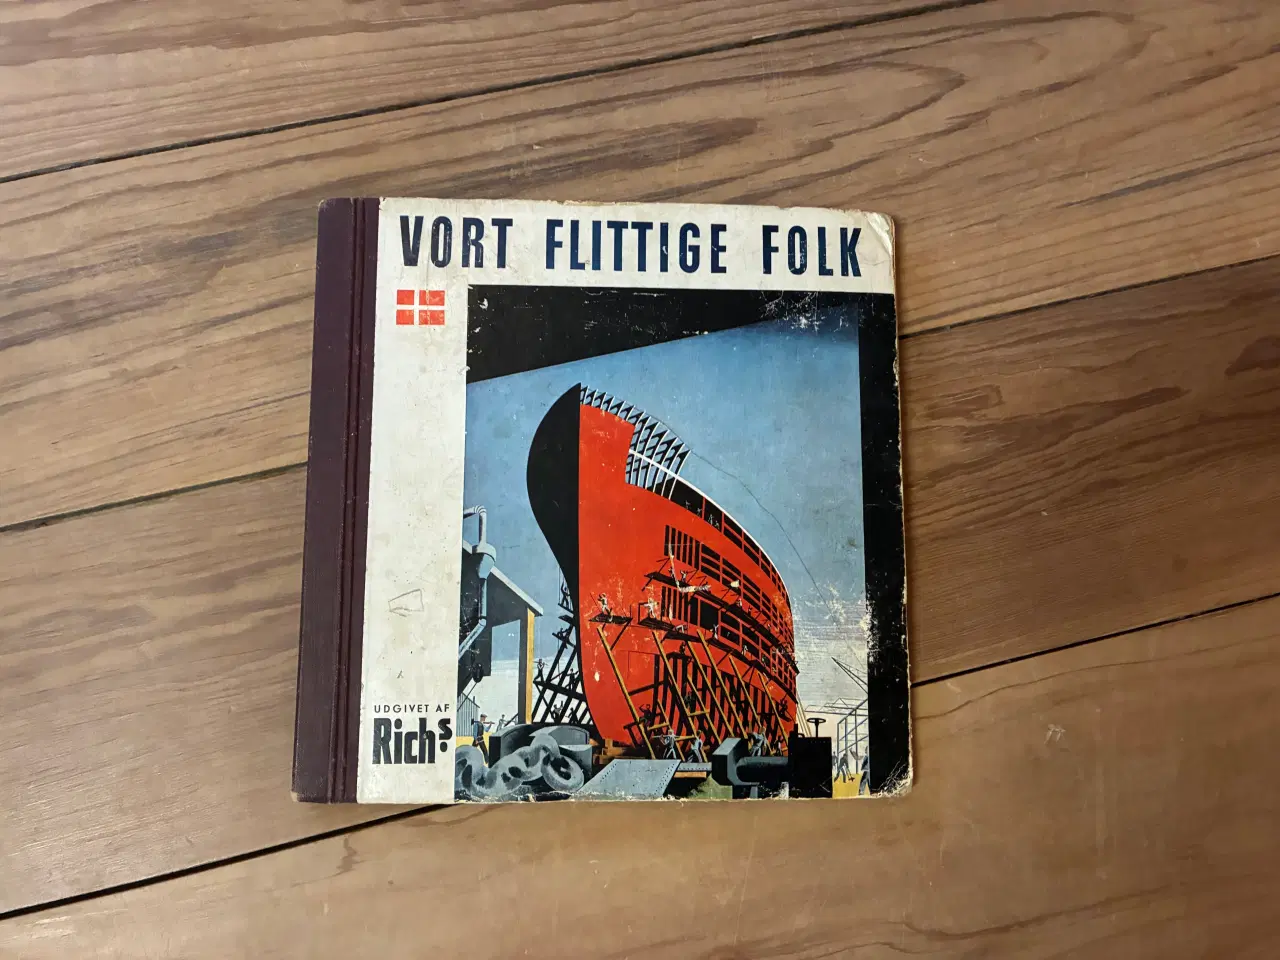 VORT FLITTIGE FOLK
UDGIVET AF
Rich's